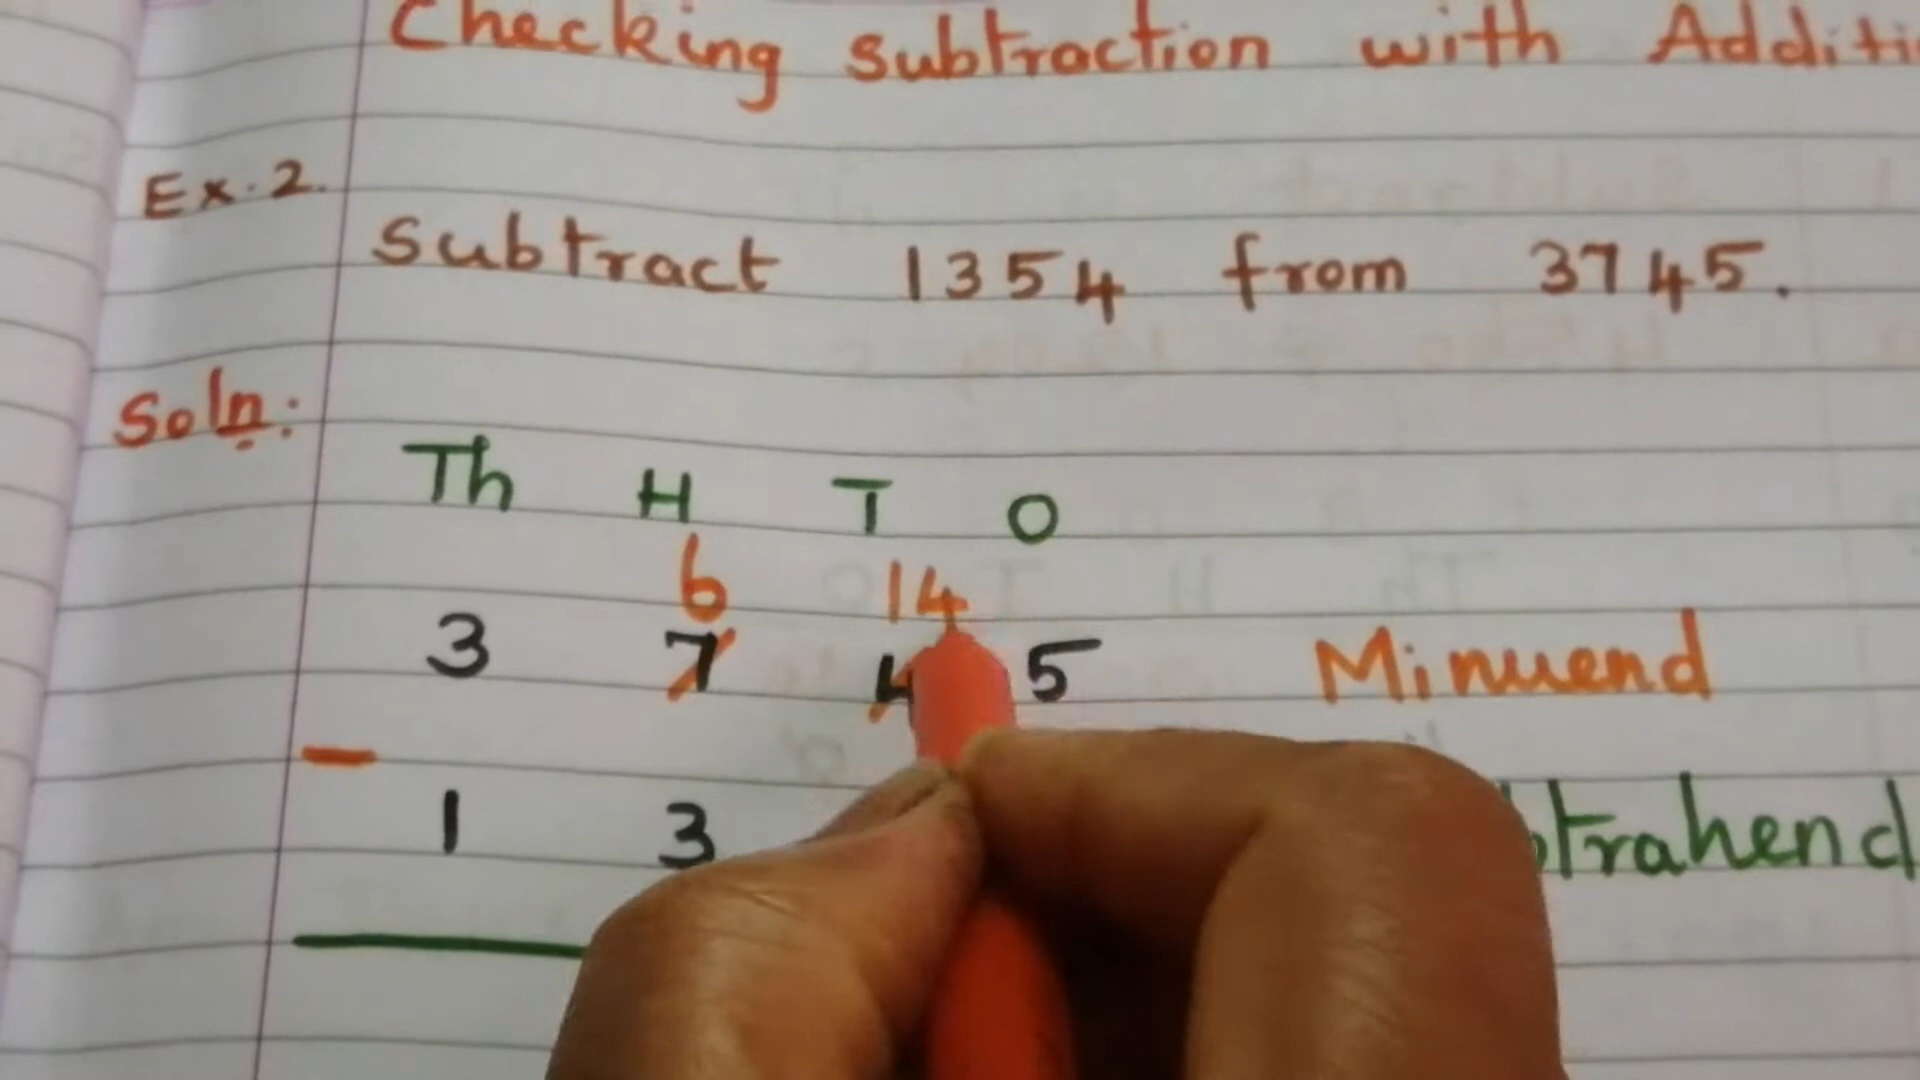 Checking subtraction with Additi
Ex.2.
Subtract 1354 from 3745.
Soln:
Th H T O
6 14
3 7 4 5 Minuend
-
1 3 btrahend